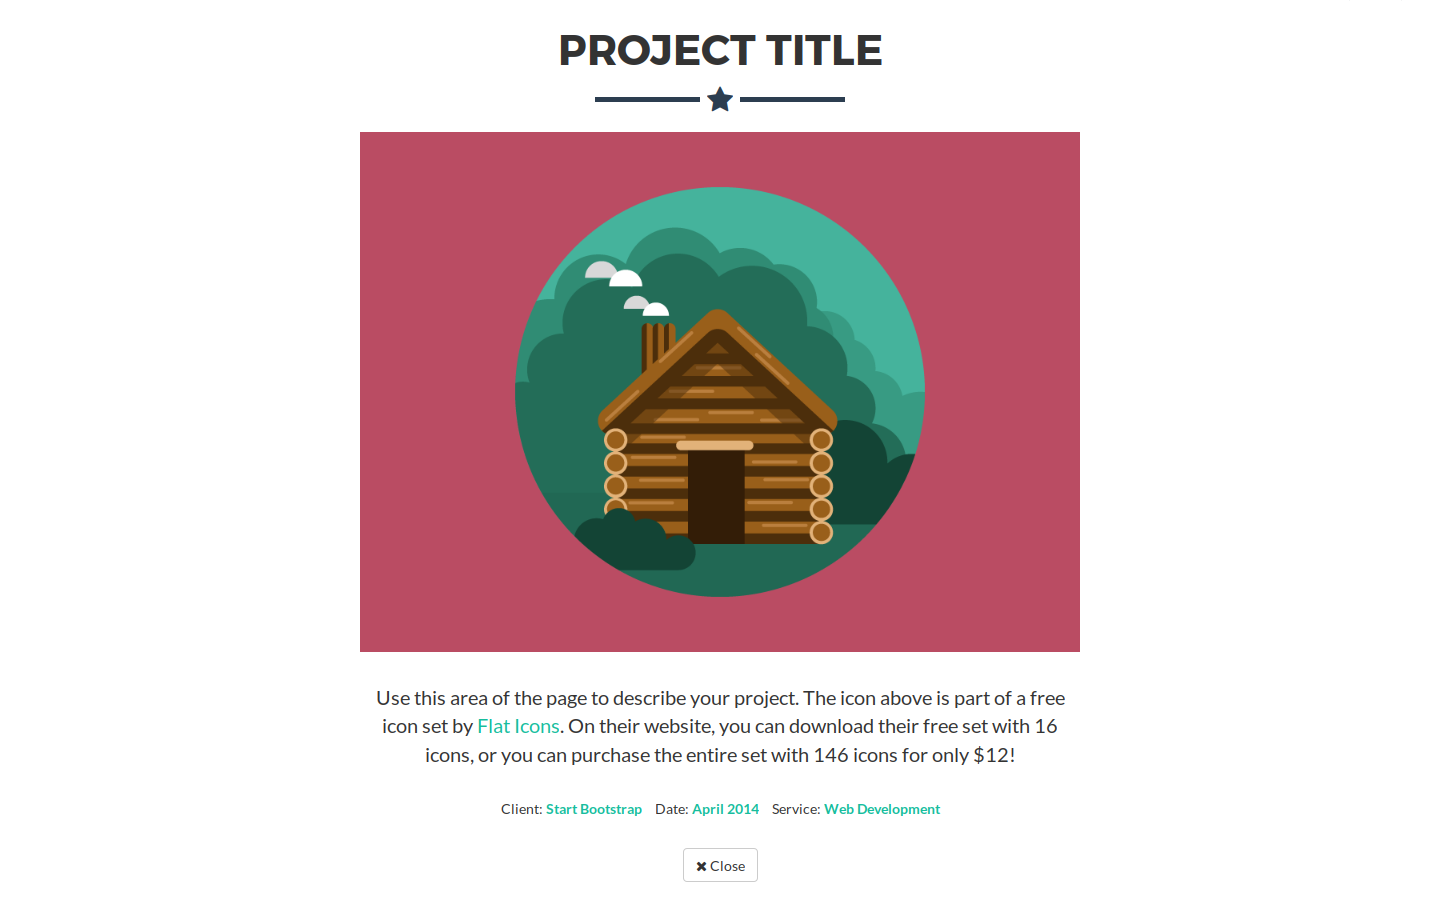 PROJECT TITLE
Use this area of the page to describe your project. The icon above is part of a free
icon set by Flat Icons. On their website, you can download their free set with 16
icons, or you can purchase the entire set with 146 icons for only $12!
Client: Start Bootstrap Date: April 2014 Service: Web Development
Close